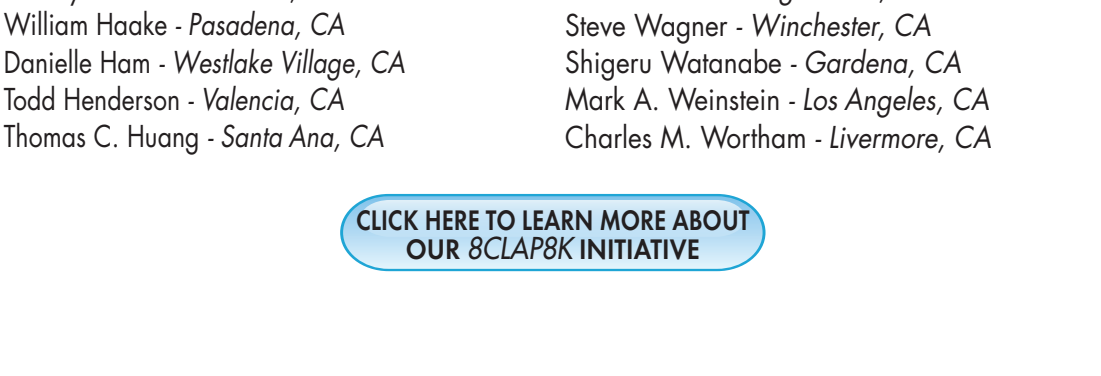 William Haake - Pasadena, CA
Danielle Ham - Westlake Village, CA
Todd Henderson - Valencia, CA
Thomas C. Huang - Santa Ana, CA
Steve Wagner - Winchester, CA
Shigeru Watanabe - Gardena, CA
Mark A. Weinstein - Los Angeles, CA
Charles M. Wortham - Livermore, CA
CLICK HERE TO LEARN MORE ABOUT
OUR 8CLAP8K INITIATIVE